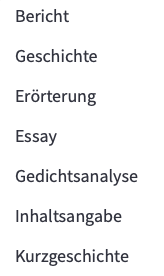 Bericht
Geschichte
Erörterung
Essay
Gedichtsanalyse
Inhaltsangabe
Kurzgeschichte